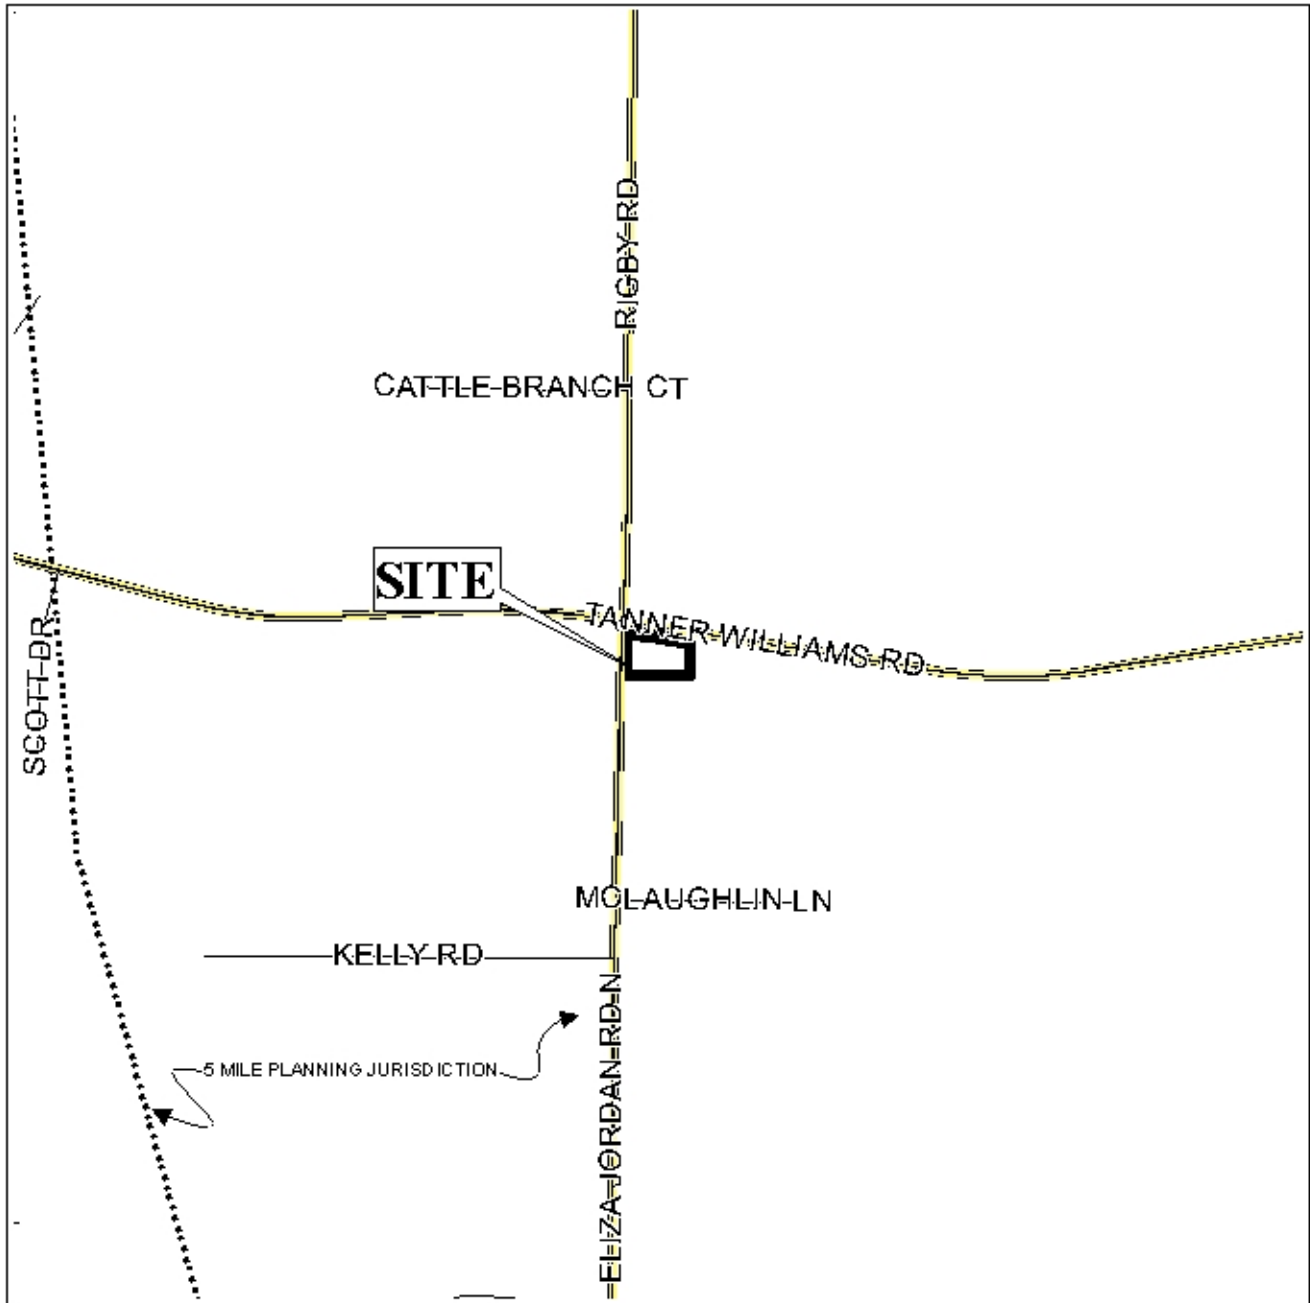 RIGBY RD
CATTLE BRANCH CT
SITE
TANNER WILLIAMS RD
SCOTT DR
MCLAUGHLIN LN
KELLY RD
5 MILE PLANNING JURISDICTION
ELIZA JORDAN RD N